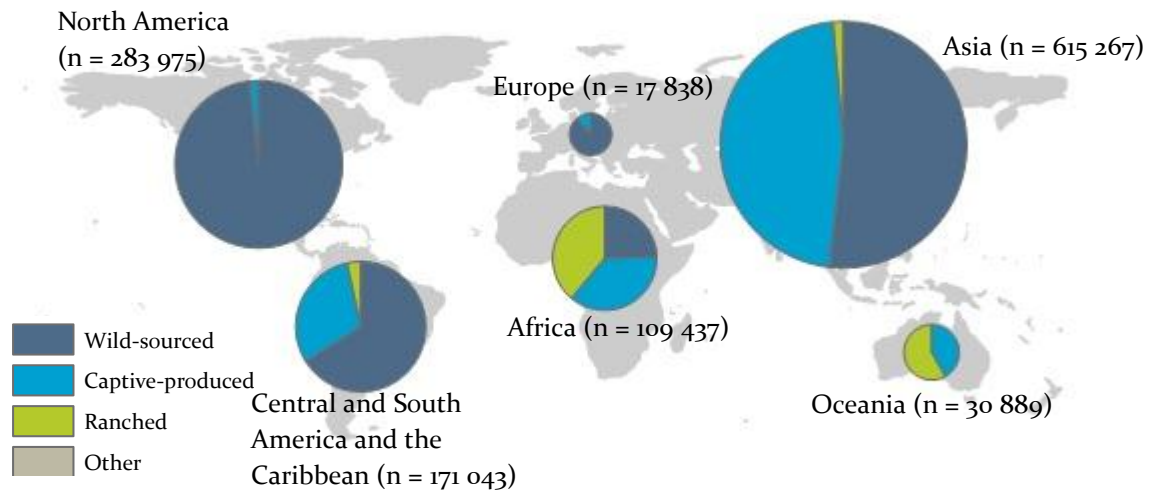 North America
(n = 283 975)
Europe (n = 17 838)
Asia (n = 615 267)
Africa (n = 109 437)
Oceania (n = 30 889)
Central and South
America and the
Caribbean (n = 171 043)
Wild-sourced
Captive-produced
Ranched
Other